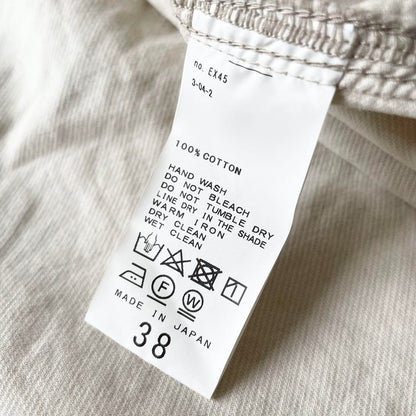 no. EX45
3-04-2
100% COTTON
HAND WASH
DO NOT BLEACH
DO NOT TUMBLE DRY
LINE DRY IN THE SHADE
WARM IRON
DRY CLEAN
WET CLEAN
F W
MADE IN JAPAN
38